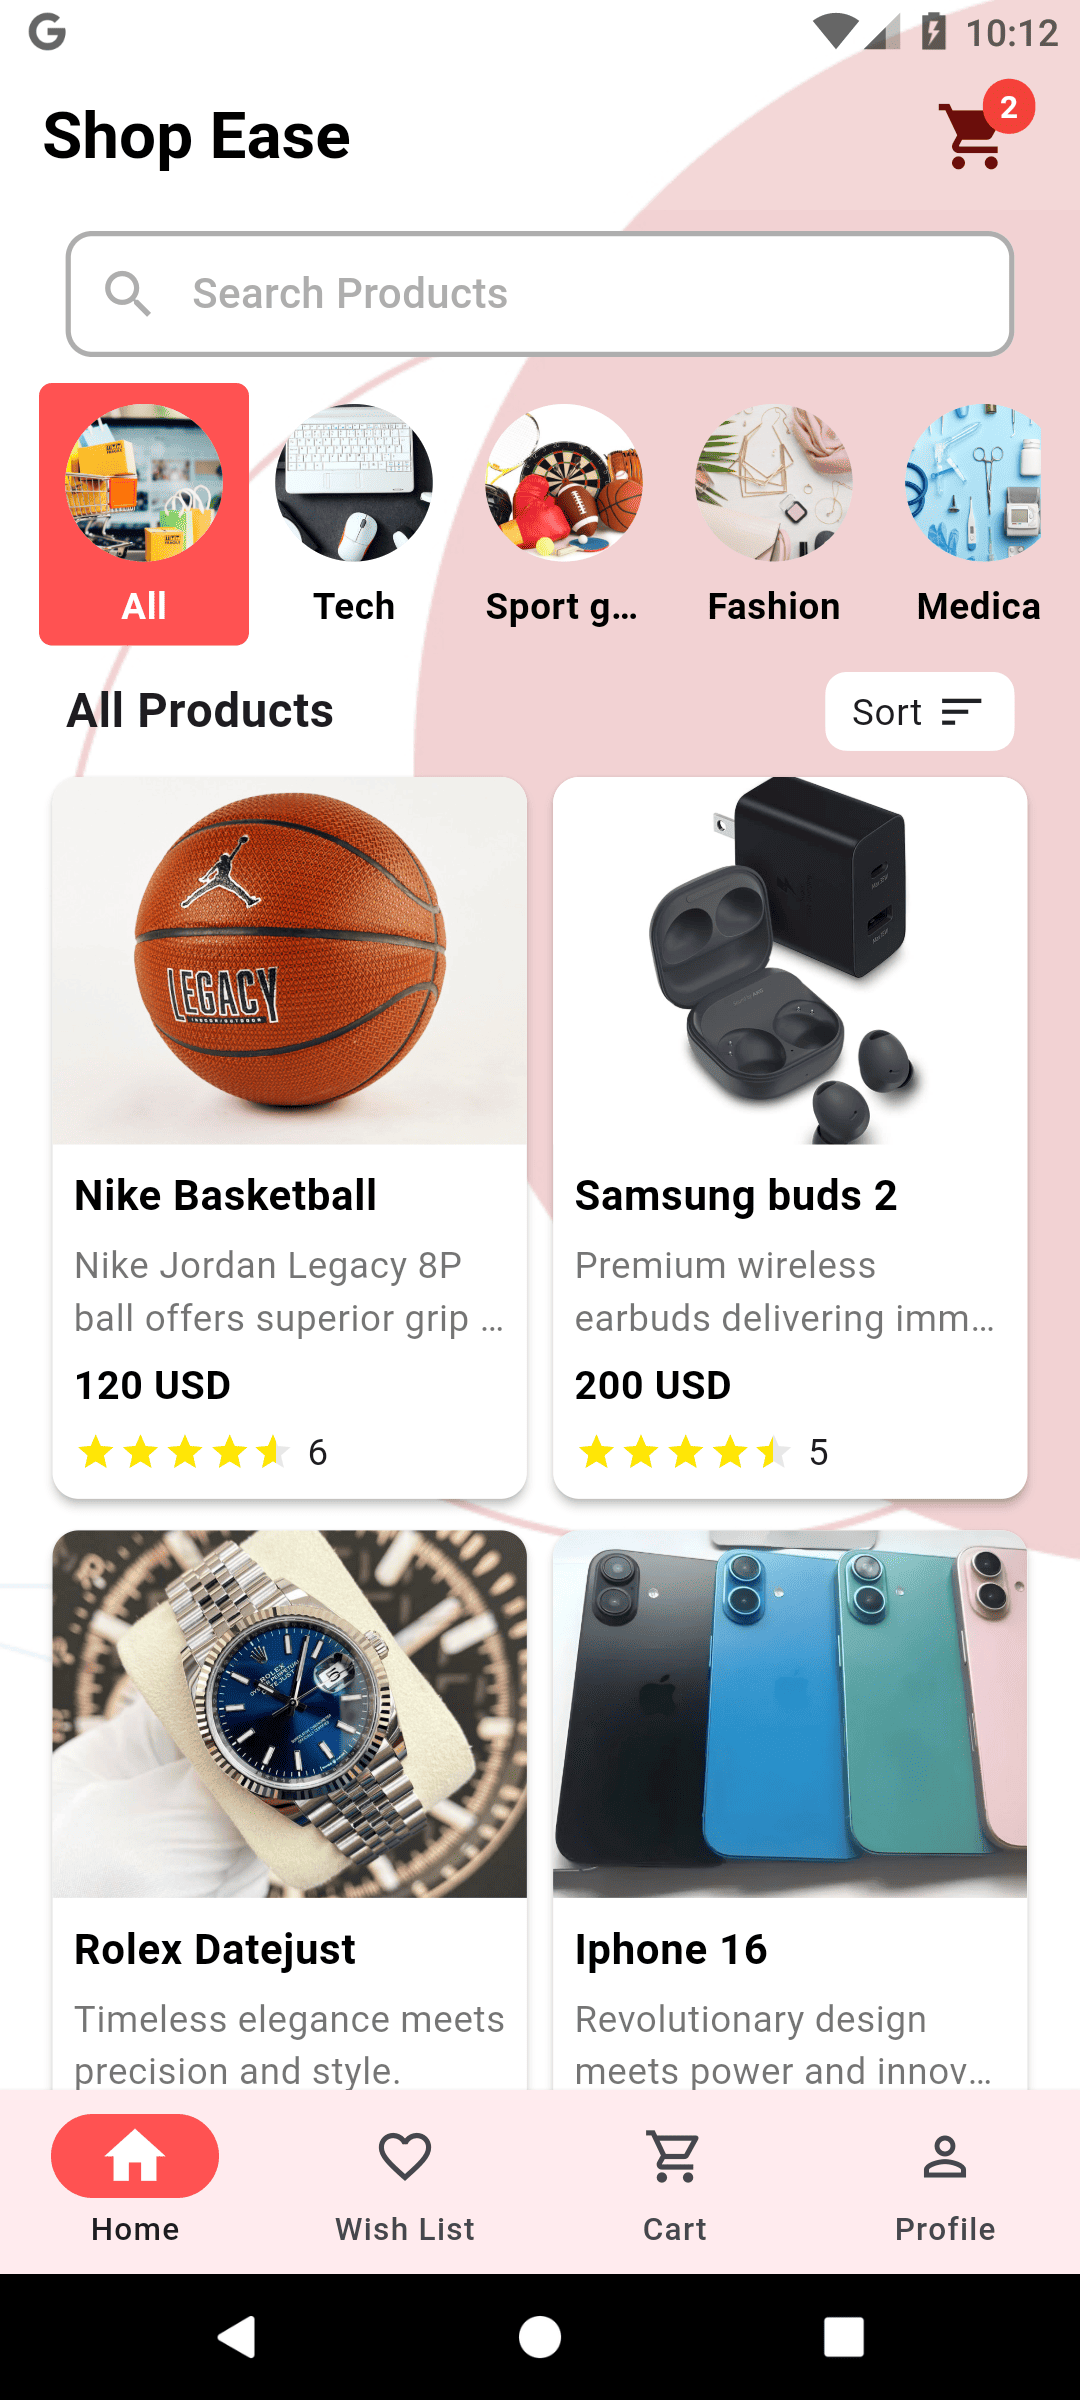 10:12
Shop Ease
2
Search Products
All
Tech
Sport g...
Fashion
Medica
All Products
Sort
LEGACY
Nike Basketball
Nike Jordan Legacy 8P
ball offers superior grip ...
120 USD
6
Samsung buds 2
Premium wireless
earbuds delivering imm...
200 USD
5
ROLEX
Rolex Datejust
Timeless elegance meets
precision and style.
Iphone 16
Revolutionary design
meets power and innov...
Home
Wish List
Cart
Profile